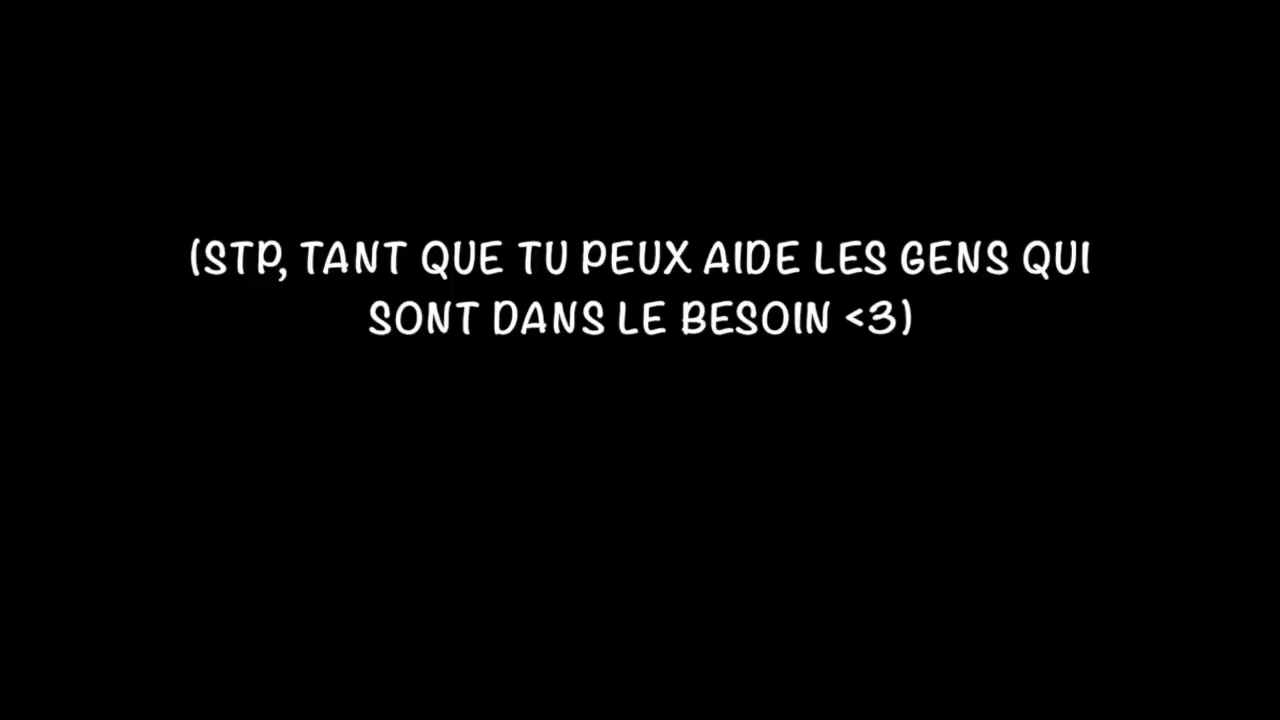 (STP, TANT QUE TU PEUX AIDE LES GENS QUI
SONT DANS LE BESOIN <3)